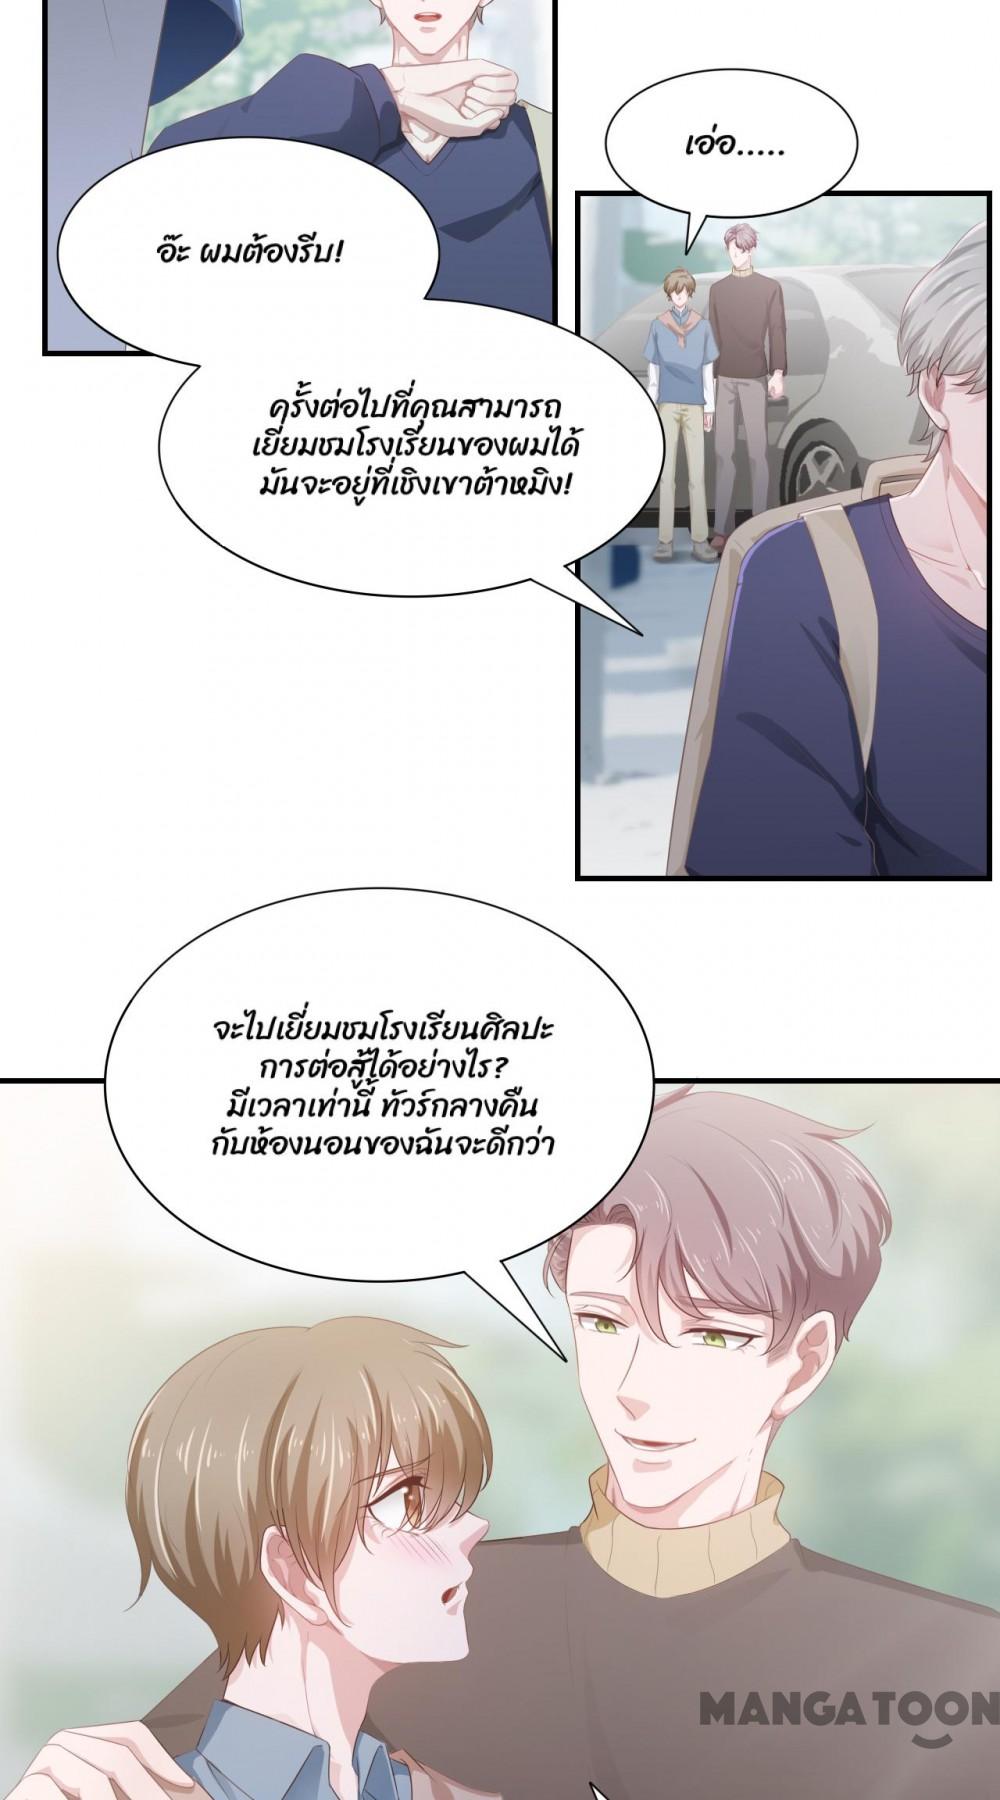 เอ่อ.....
อ๊ะ ผมต้องรีบ!
ครั้งต่อไปที่คุณสามารถ
เยี่ยมชมโรงเรียนของผมได้
มันจะอยู่ที่เชิงเขาต้าหมิง!
จะไปเยี่ยมชมโรงเรียนศิลปะ
การต่อสู้ได้อย่างไร?
มีเวลาเท่านี้ ทัวร์กลางคืน
กับห้องนอนของฉันจะดีกว่า
MANGATOON